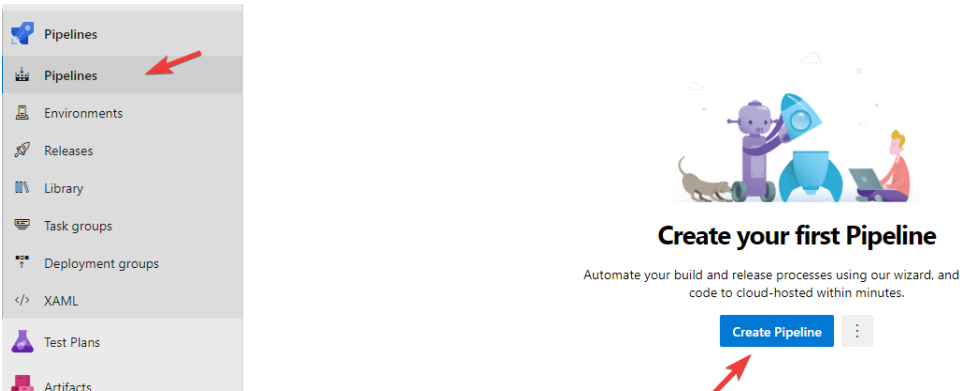 Pipelines
Pipelines
Environments
Releases
Library
Task groups
Deployment groups
XAML
Test Plans
Artifacts
Create your first Pipeline
Automate your build and release processes using our wizard, and
code to cloud-hosted within minutes.
Create Pipeline